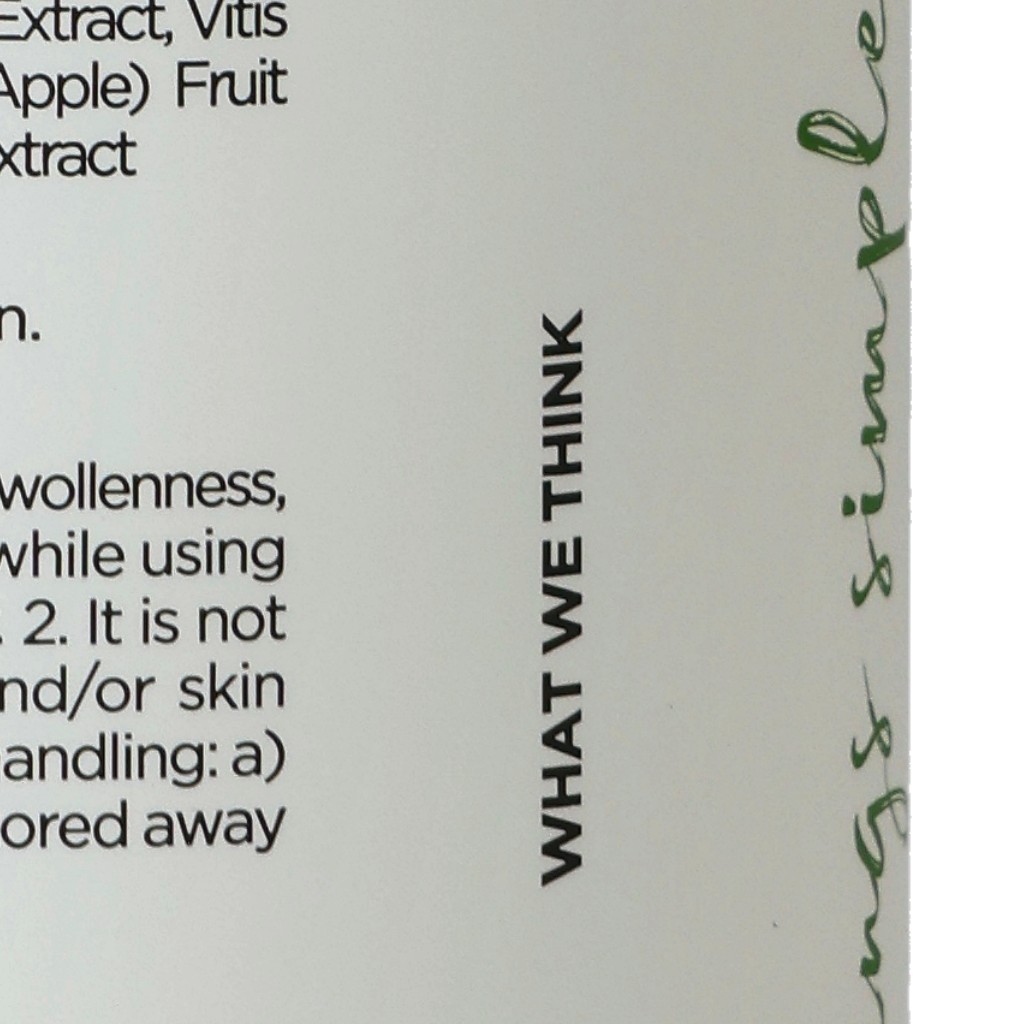 Extract, Vitis
Apple) Fruit
xtract
n.
wollenness,
while using
. 2. It is not
nd/or skin
andling: a)
ored away
WHAT WE THINK
ngs simple